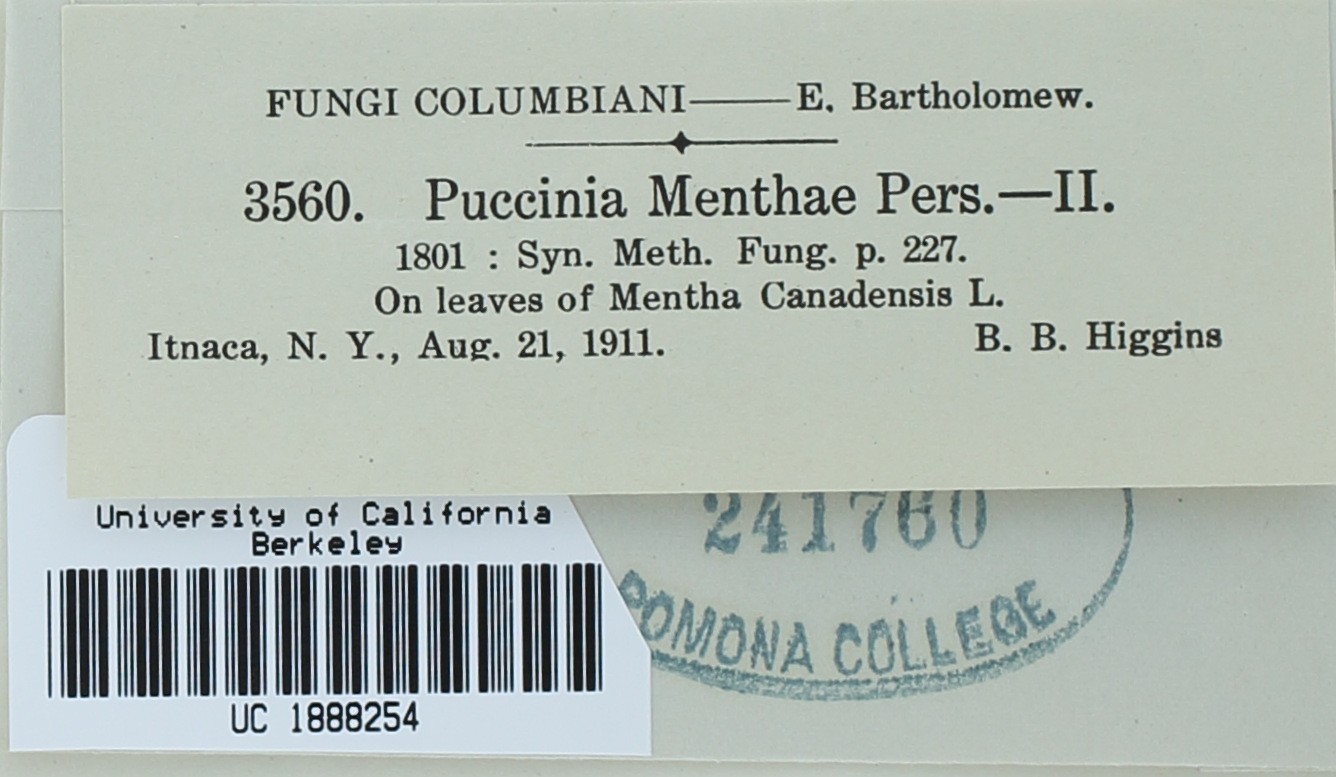 FUNGI COLUMBIANI——E. Bartholomew.
3560. Puccinia Menthae Pers.—II.
1801 : Syn. Meth. Fung. p. 227.
On leaves of Mentha Canadensis L.
Itnaca, N. Y., Aug. 21, 1911. B. B. Higgins
241760
POMONA COLLEGE
University of California
Berkeley
UC 1888254